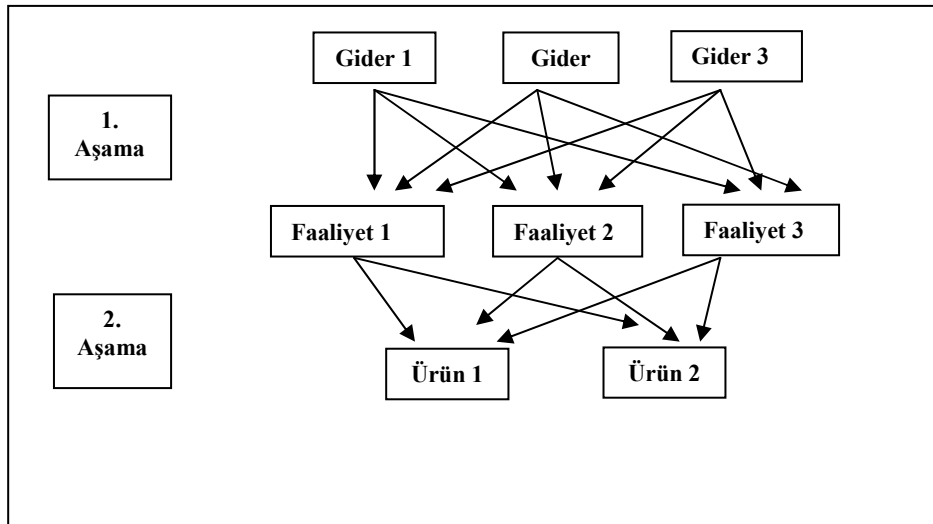 Gider 1
Gider
Gider 3
1.
Aşama
Faaliyet 1
Faaliyet 2
Faaliyet 3
2.
Aşama
Ürün 1
Ürün 2